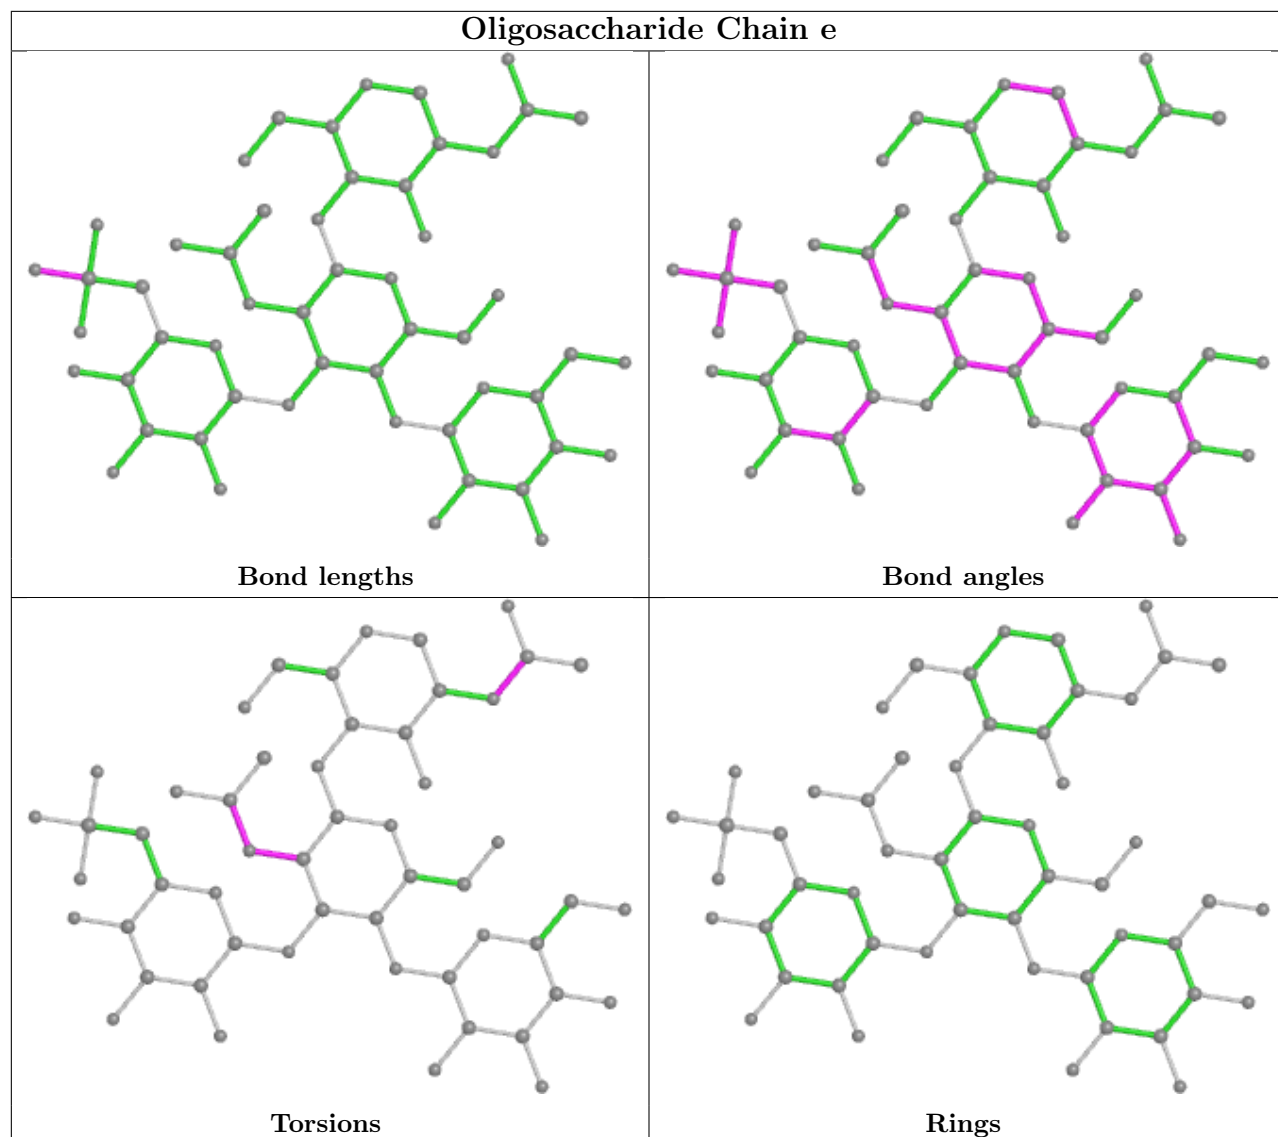 Oligosaccharide Chain e
Bond lengths
Bond angles
Torsions
Rings